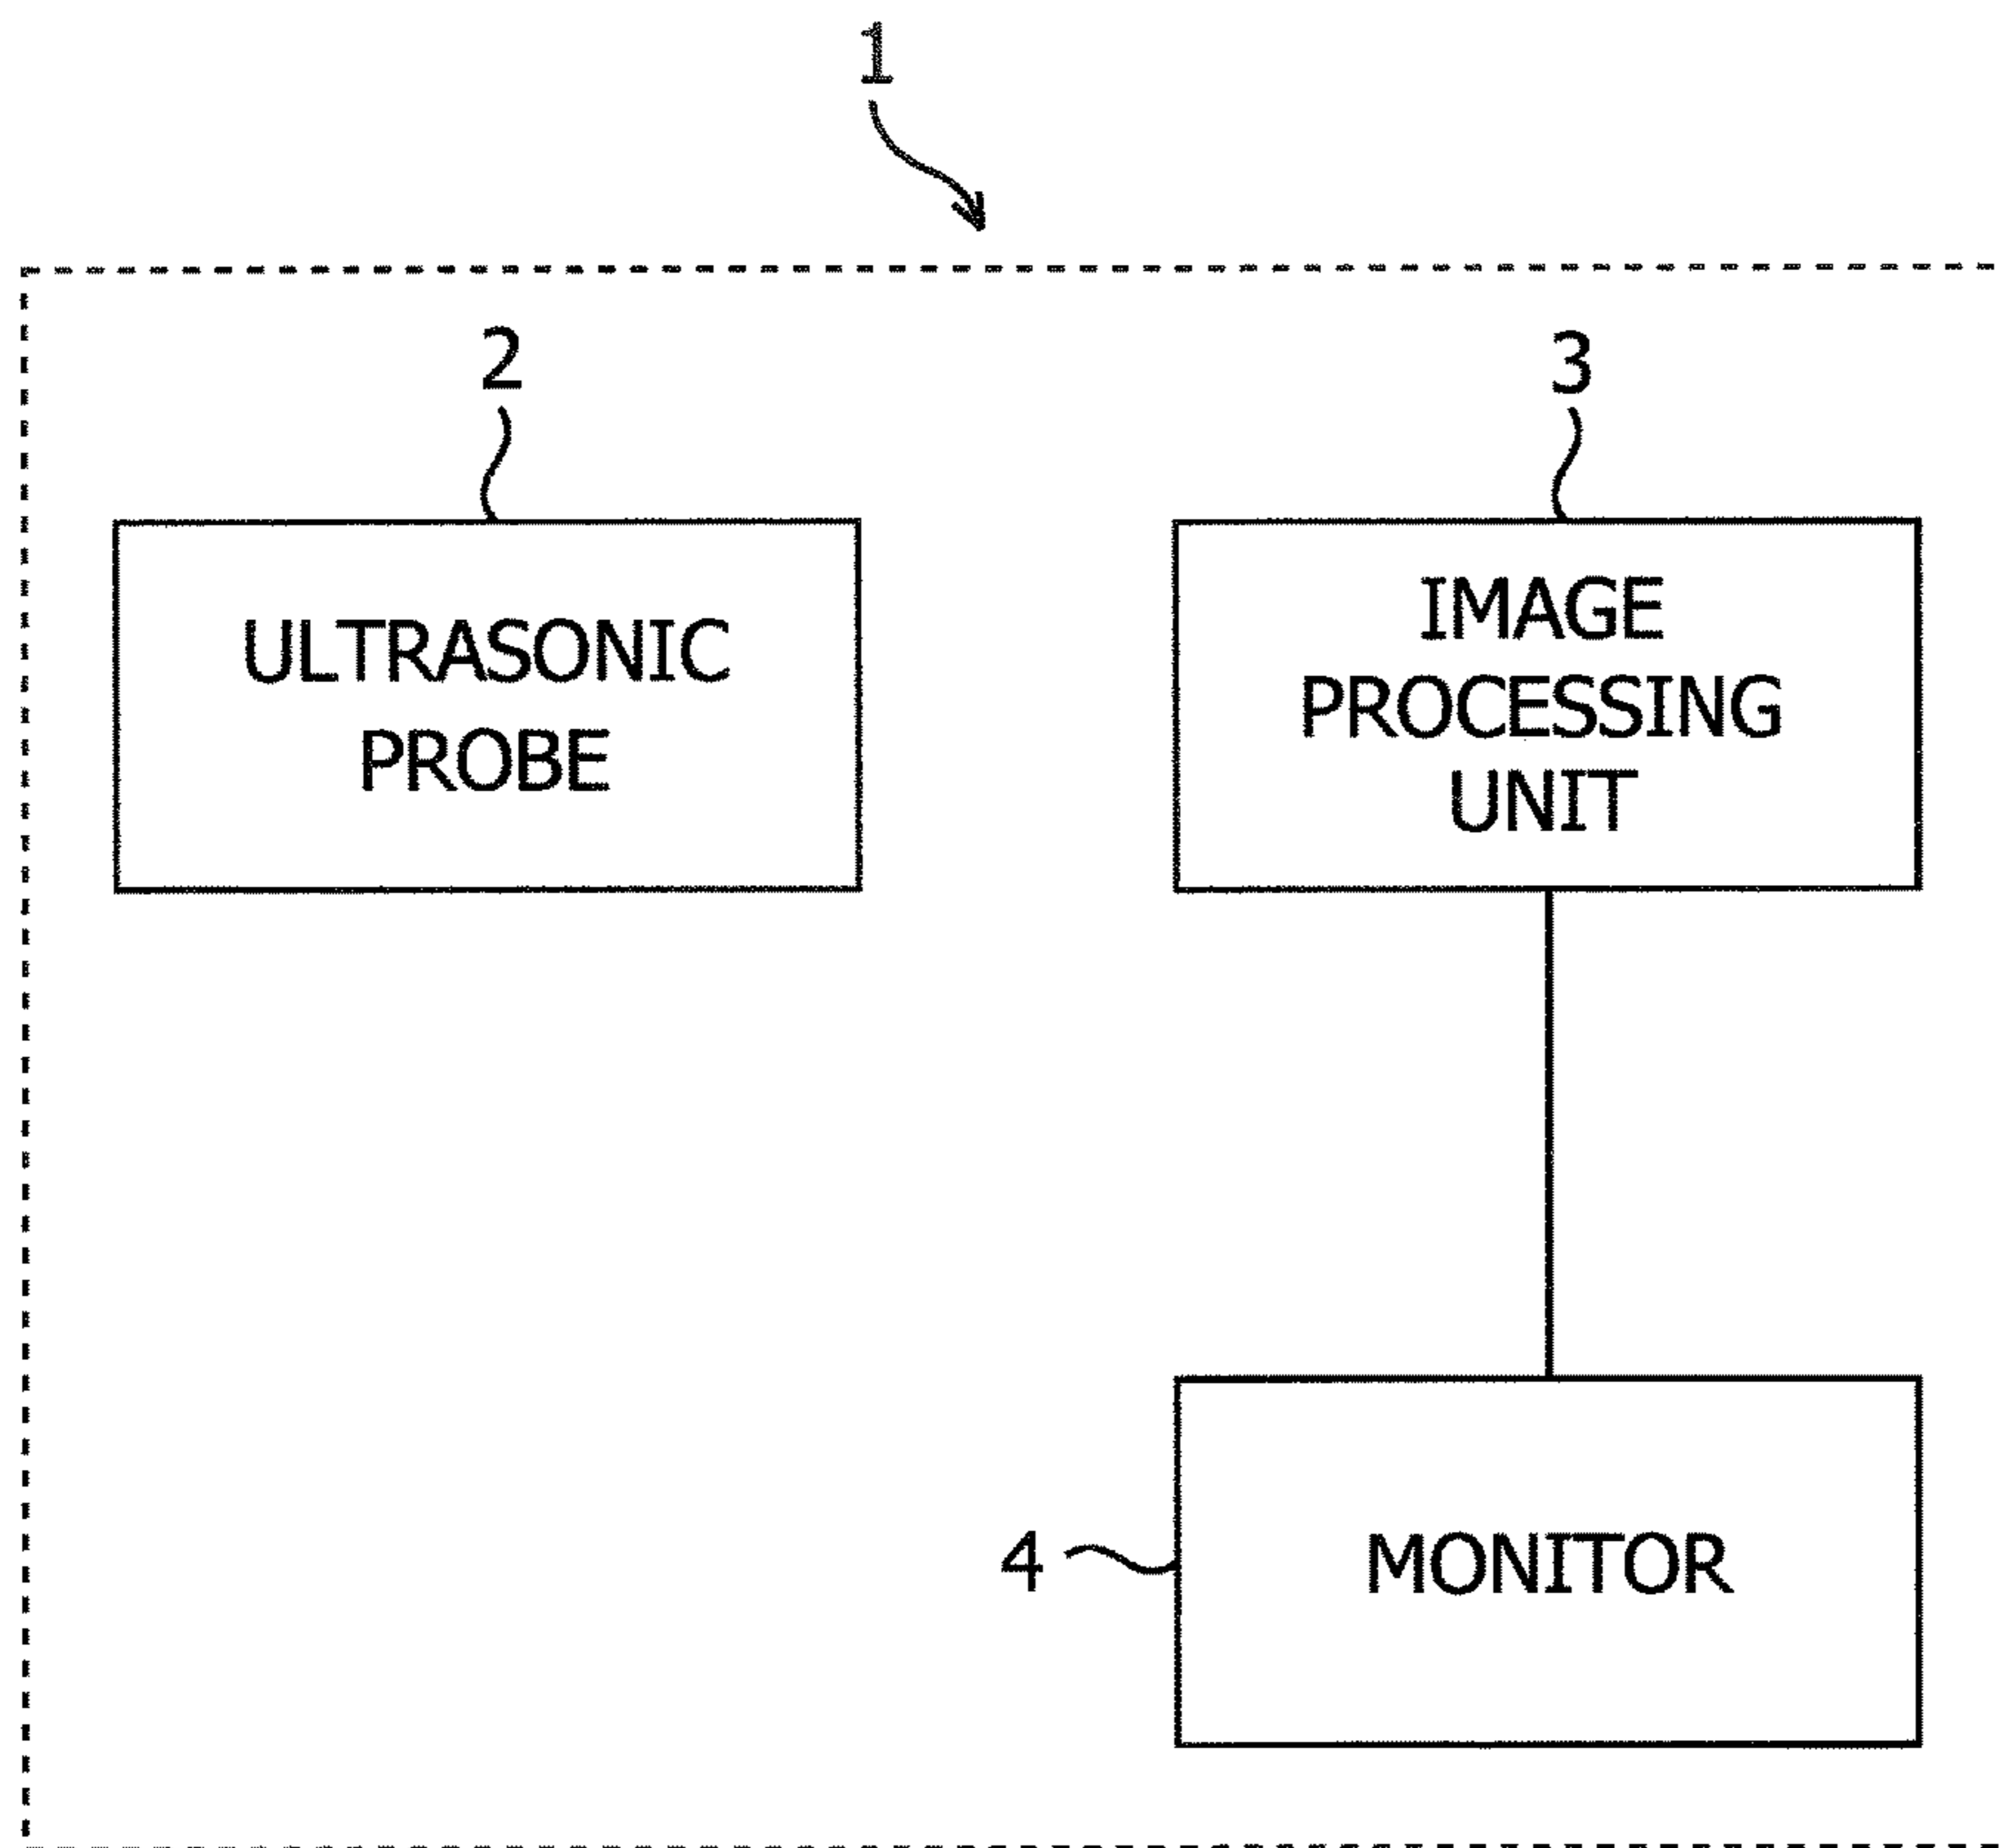 1
2
3
ULTRASONIC
PROBE
IMAGE
PROCESSING
UNIT
4
MONITOR